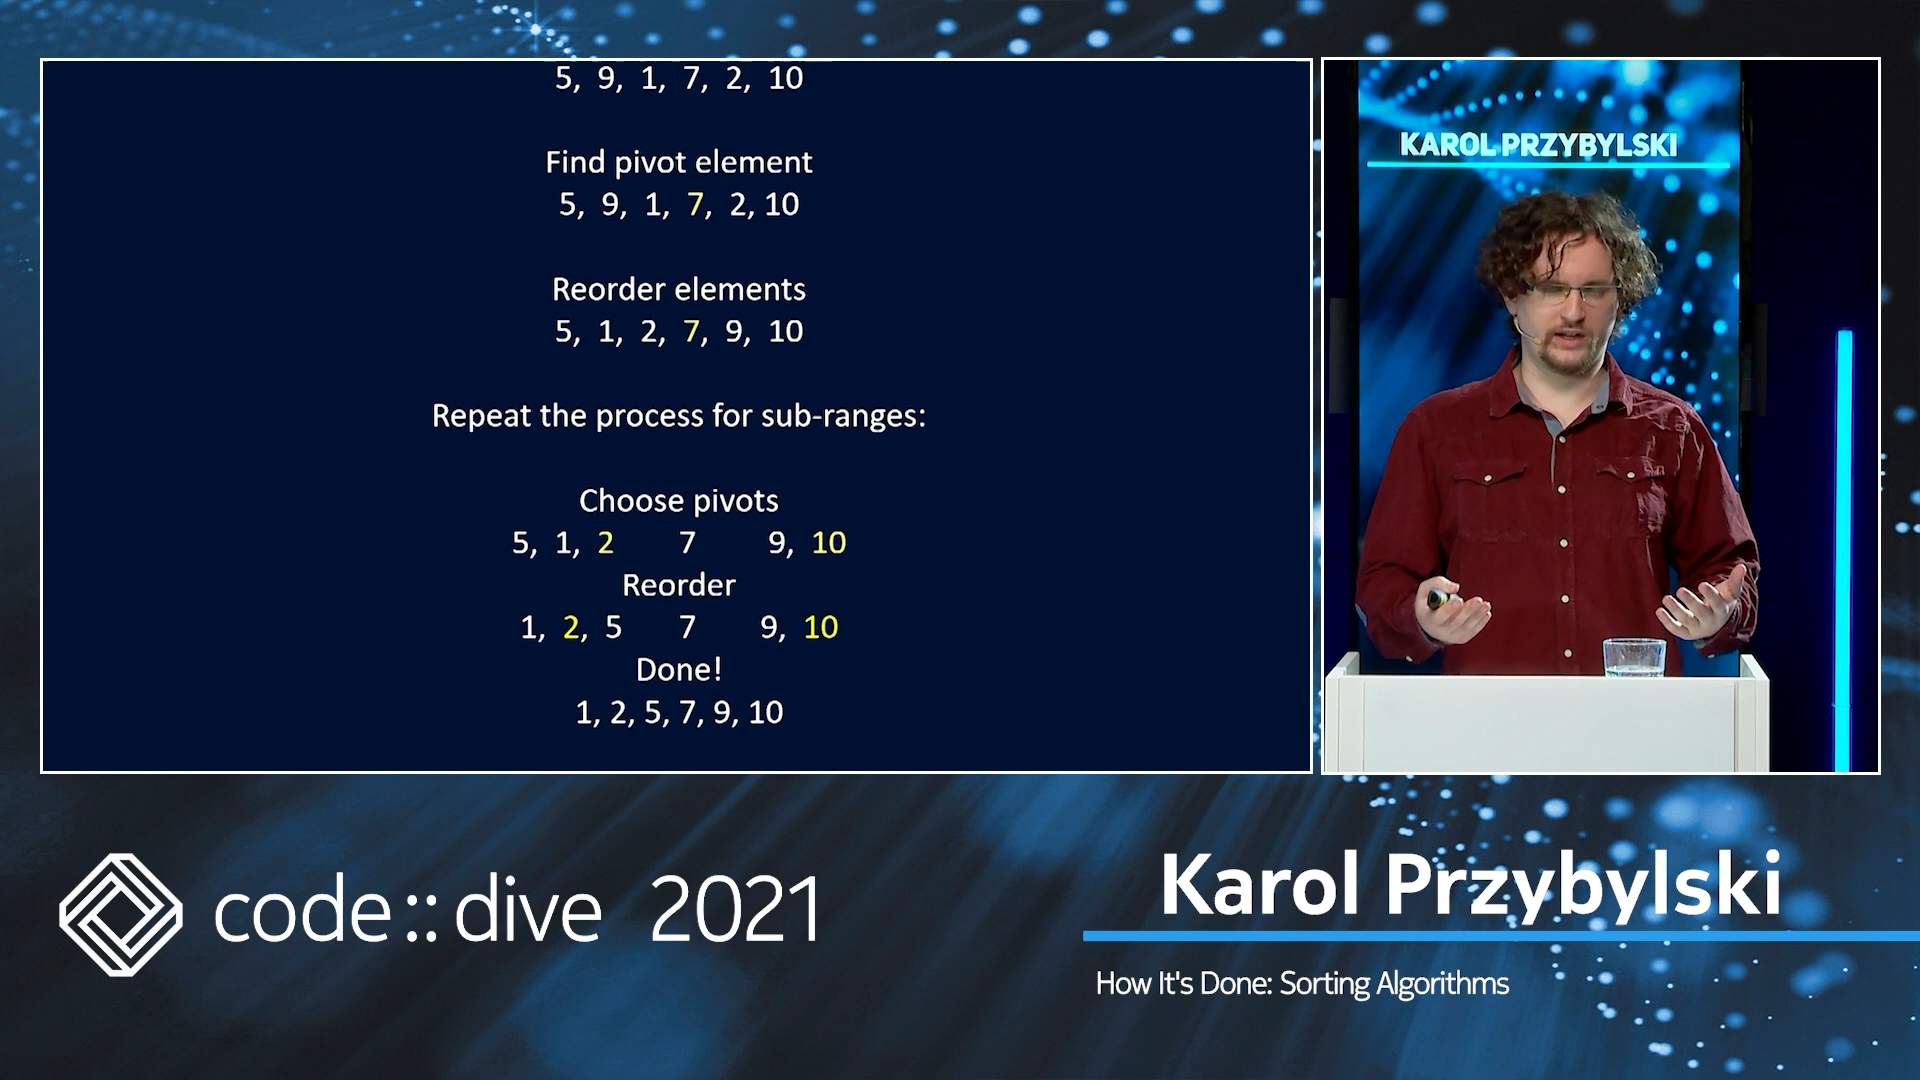 5, 9, 1, 7, 2, 10
Find pivot element
5, 9, 1, 7, 2, 10
Reorder elements
5, 1, 2, 7, 9, 10
Repeat the process for sub-ranges:
Choose pivots
5, 1, 2 7 9, 10
Reorder
1, 2, 5 7 9, 10
Done!
1, 2, 5, 7, 9, 10
KAROL PRZYBYLSKI
code::dive 2021
Karol Przybylski
How It's Done: Sorting Algorithms